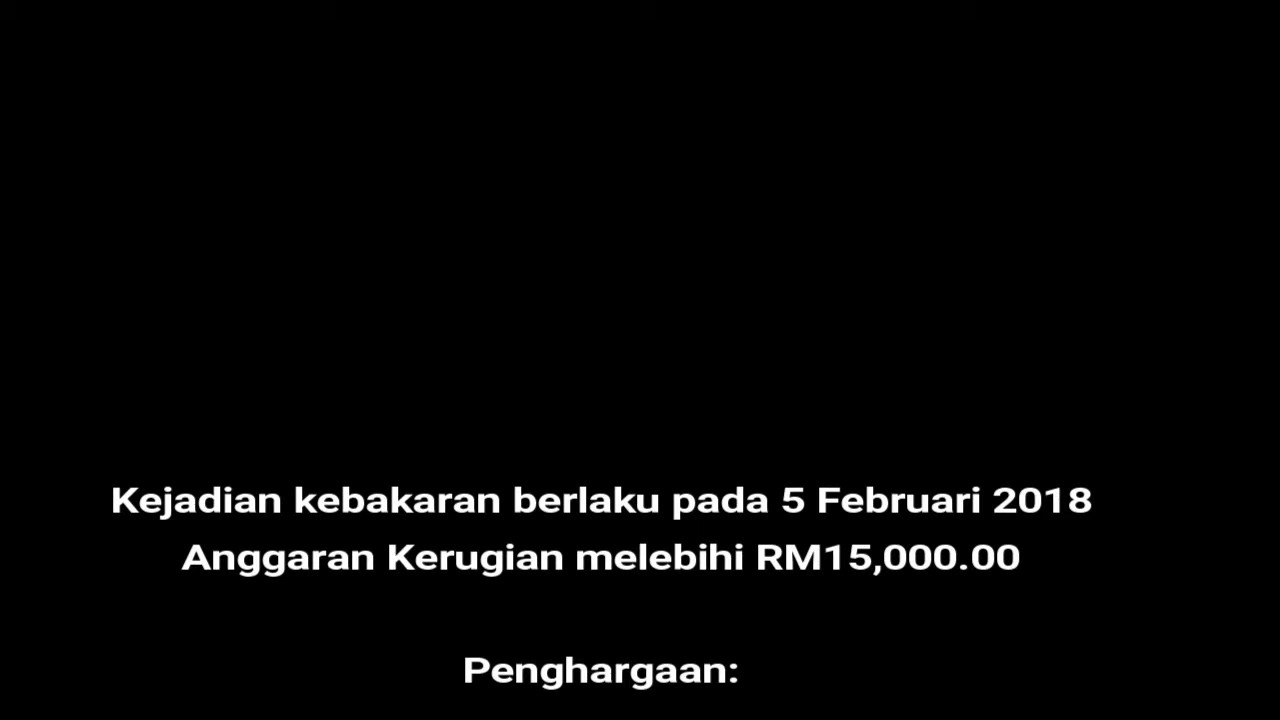 Kejadian kebakaran berlaku pada 5 Februari 2018
Anggaran Kerugian melebihi RM15,000.00
Penghargaan: